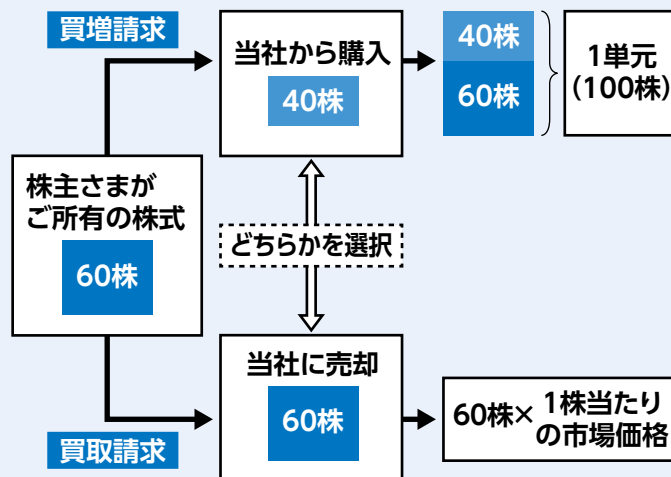 買増請求
当社から購入
40株
40株
60株
1単元
(100株)
株主さまが
ご所有の株式
60株
どちらかを選択
当社に売却
60株
買取請求
60株×
1株当たり
の市場価格